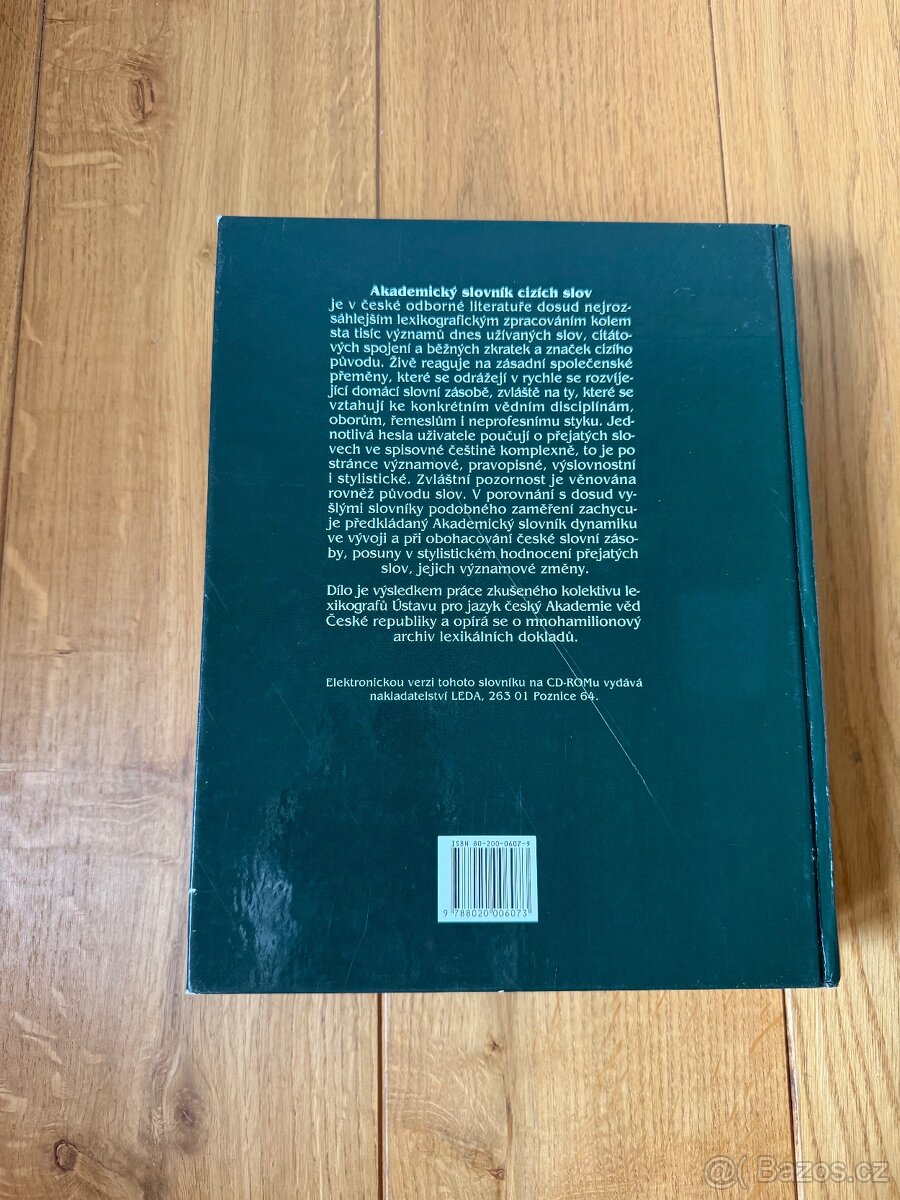 Akademický slovník cizích slov
je v české odborné literatuře dosud nejroz-
sáhlejším lexikografickým zpracováním kolem
sta tisíc významů dnes užívaných slov, citáto-
vých spojení a běžných zkratek a značek cizího
původu. Živě reaguje na zásadní společenské
přeměny, které se odrážejí v rychle se rozvíje-
jící domácí slovní zásobě, zvláště na ty, které se
vztahují ke konkrétním vědním disciplínám,
oborům, řemeslům i neprofesnímu styku. Jed-
notlivá hesla uživatele poučují o přejatých slo-
vech ve spisovné češtině komplexně, to je po
stránce významové, pravopisné, výslovnostní
i stylistické. Zvláštní pozornost je věnována
rovněž původu slov. V porovnání s dosud vy-
šlými slovníky podobného zaměření zachycu-
je předkládaný Akademický slovník dynamiku
ve vývoji a při obohacování české slovní záso-
by, posuny v stylistickém hodnocení přejatých
slov, jejich významové změny.
Dílo je výsledkem práce zkušeného kolektivu le-
xikografů Ústavu pro jazyk český Akademie věd
České republiky a opírá se o mnohamilionový
archiv lexikálních dokladů.
Elektronickou verzi tohoto slovníku na CD-ROMu vydává
nakladatelství LEDA, 263 01 Poznice 64.
ISBN 80-200-0607-9
9 788020 006073
@( Bazos.cz